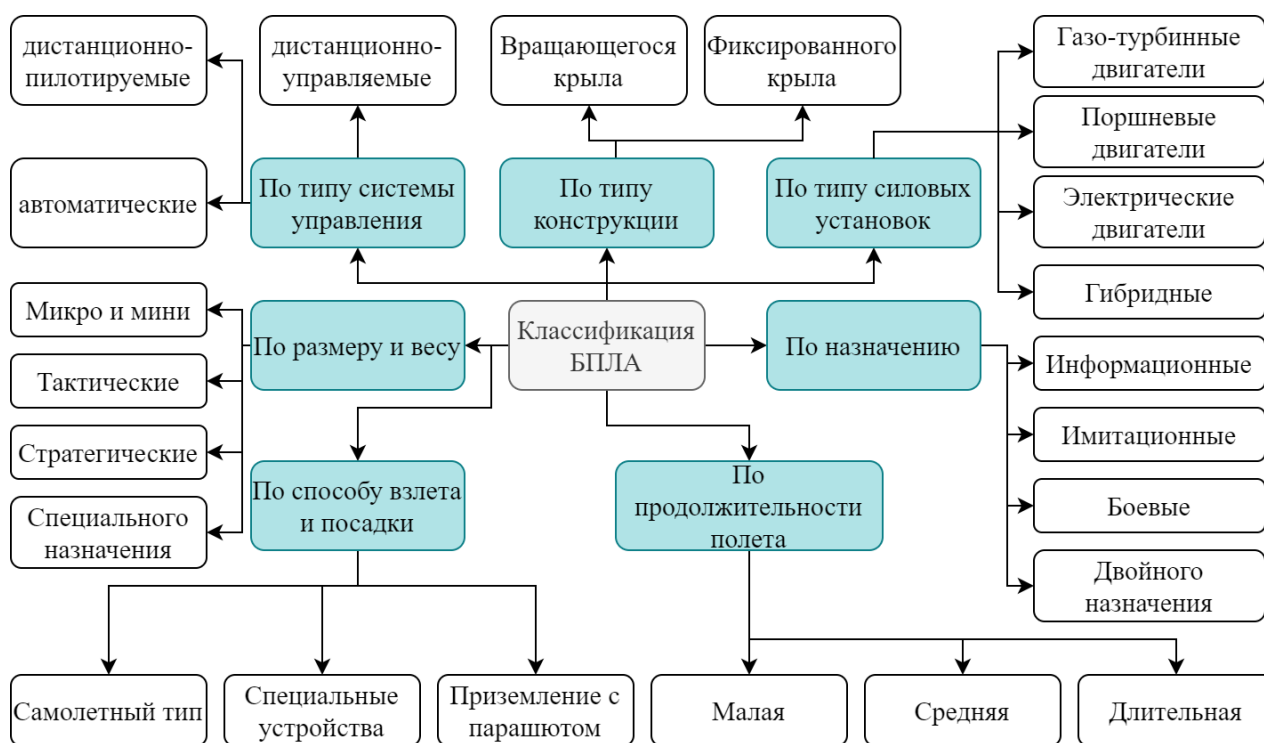 дистанционно-
пилотируемые
дистанционно-
управляемые
Вращающегося
крыла
Фиксированного
крыла
Газо-турбинные
двигатели
Поршневые
двигатели
автоматические
По типу системы
управления
По типу
конструкции
По типу силовых
установок
Электрические
двигатели
Гибридные
Микро и мини
По размеру и весу
Классификация
БПЛА
По назначению
Информационные
Тактические
Имитационные
Стратегические
По способу взлета
и посадки
По
продолжительности
полета
Боевые
Специального
назначения
Двойного
назначения
Самолетный тип
Специальные
устройства
Приземление с
парашютом
Малая
Средняя
Длительная